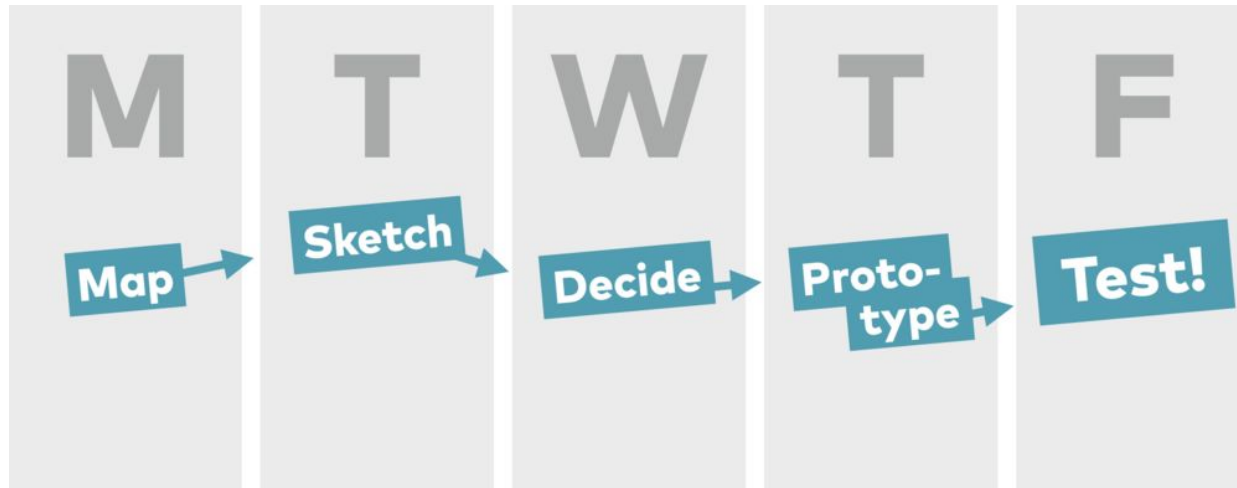 M T W T F
Map
Sketch
Decide
Proto-
type
Test!